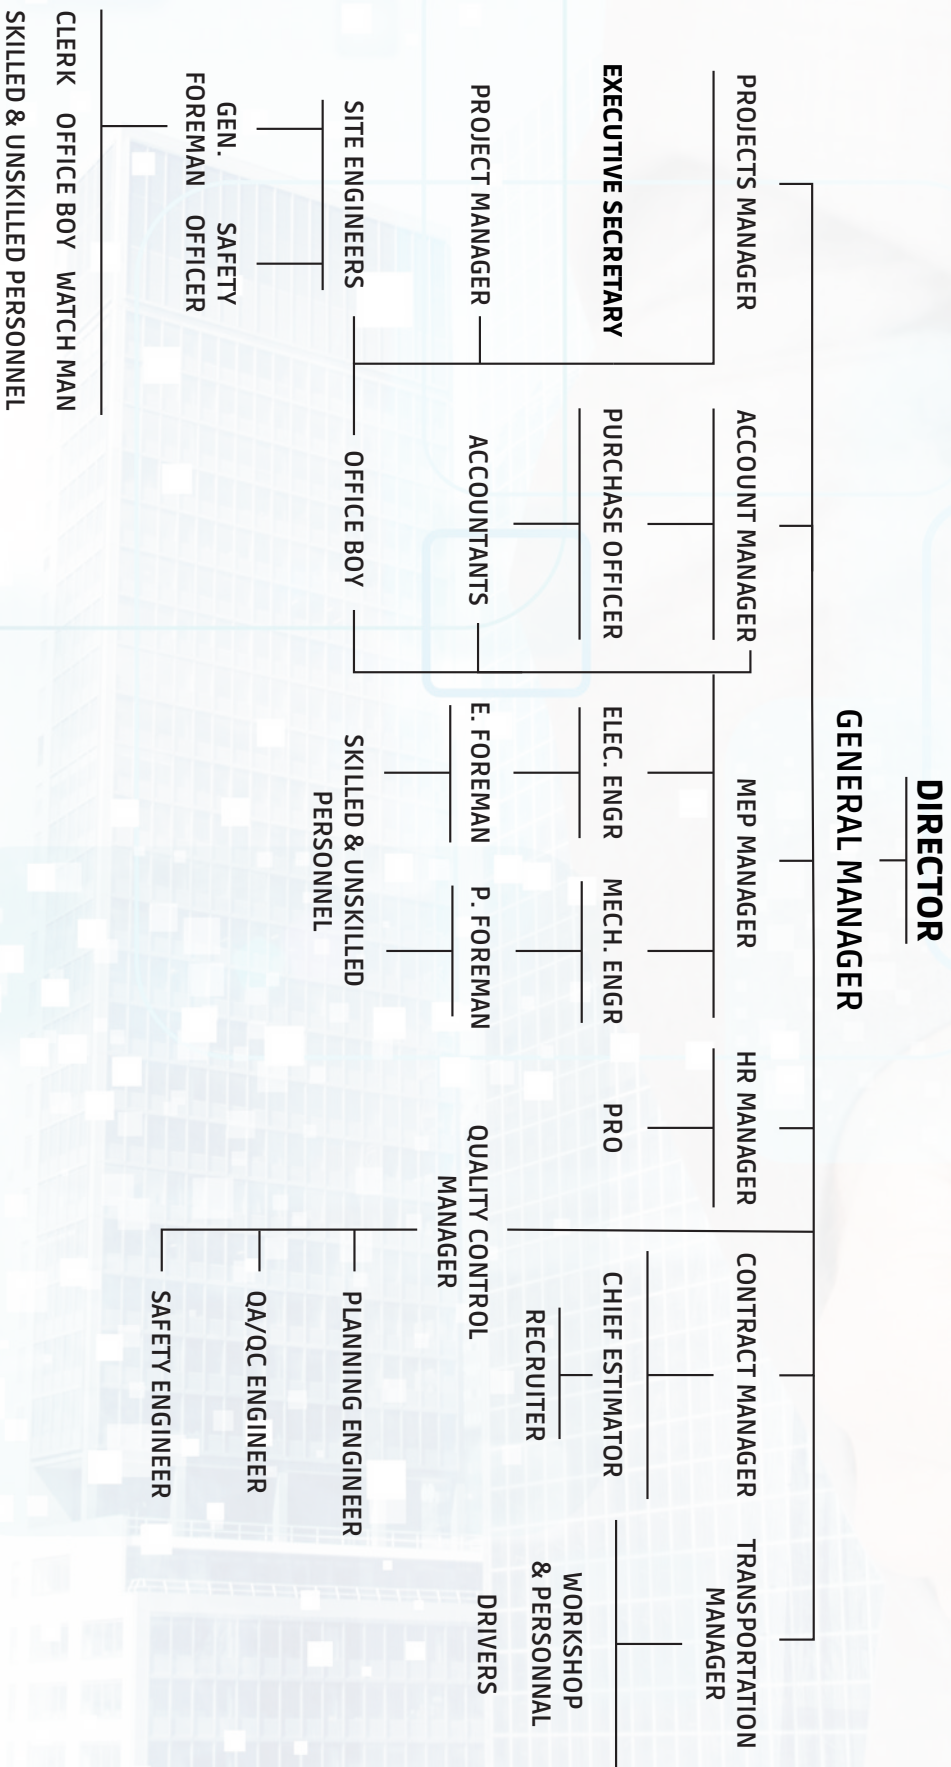 DIRECTOR
GENERAL MANAGER
PROJECTS MANAGER
ACCOUNT MANAGER
MEP MANAGER
HR MANAGER
CONTRACT MANAGER
TRANSPORTATION
MANAGER
EXECUTIVE SECRETARY
PURCHASE OFFICER
ELEC. ENGR
MECH. ENGR
PRO
CHIEF ESTIMATOR
RECRUITER
WORKSHOP
& PERSONNAL
DRIVERS
PROJECT MANAGER
ACCOUNTANTS
E. FOREMAN
P. FOREMAN
QUALITY CONTROL
MANAGER
SITE ENGINEERS
OFFICE BOY
SKILLED & UNSKILLED
PERSONNEL
PLANNING ENGINEER
QA/QC ENGINEER
SAFETY ENGINEER
GEN.
FOREMAN
SAFETY
OFFICER
CLERK OFFICE BOY WATCH MAN
SKILLED & UNSKILLED PERSONNEL